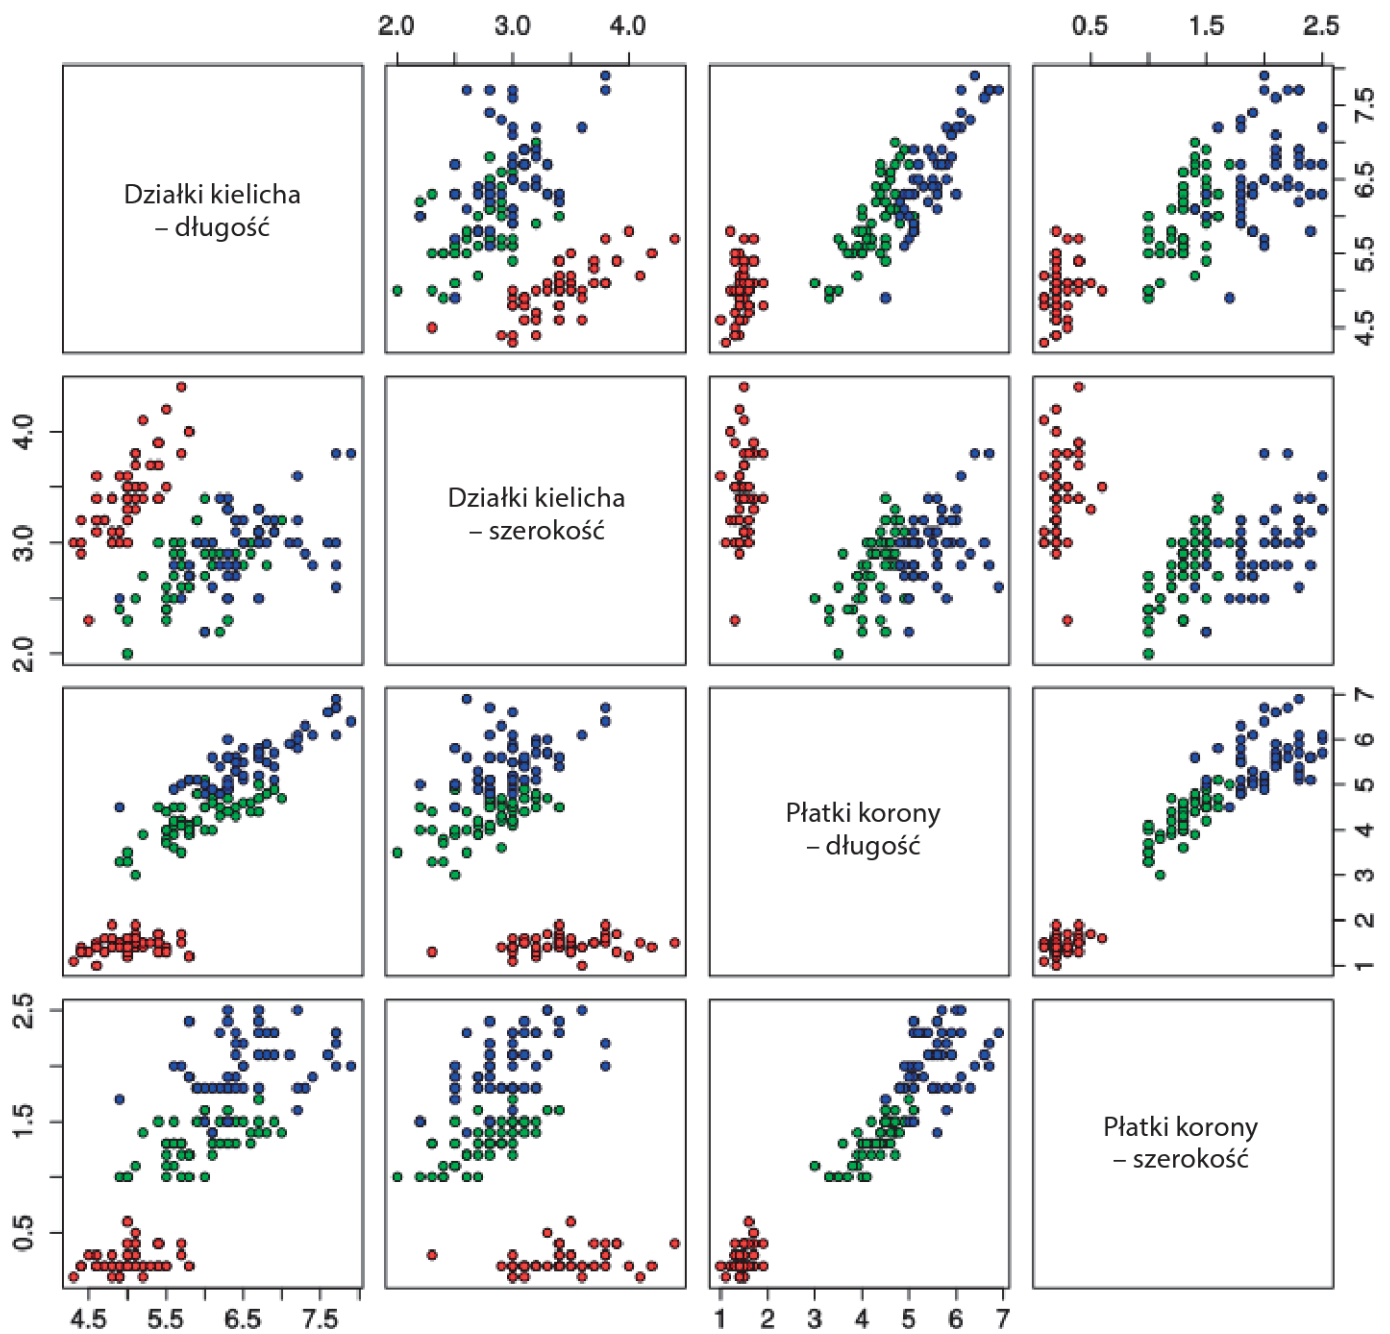 2.0 3.0 4.0
0.5 1.5 2.5
Działki kielicha
– długość
4.5 5.5 6.5 7.5
2.0 3.0 4.0
Działki kielicha
– szerokość
Płatki korony
– długość
1 2 3 4 5 6 7
0.5 1.5 2.5
Płatki korony
– szerokość
4.5 5.5 6.5 7.5
1 2 3 4 5 6 7